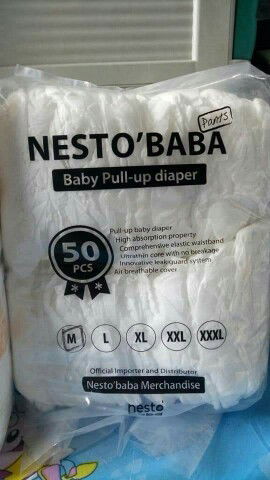 Pants
NESTO'BABA
Baby Pull-up diaper
50
PCS
Pull-up baby diaper
High absorption property
Comprehensive elastic waistband
Ultrathin core with no breakage
Innovative leak guard system
Air breathable cover
M L XL XXL XXXL
Official Importer and Distributor
Nesto'baba Merchandise
nesto